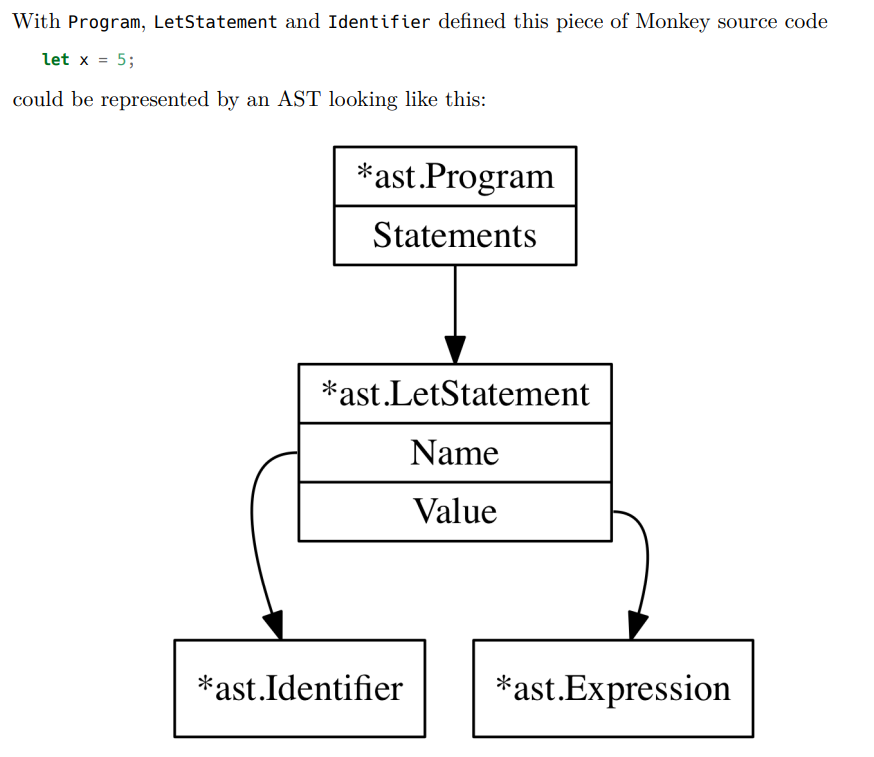 With Program, LetStatement and Identifier defined this piece of Monkey source code
let x = 5;
could be represented by an AST looking like this:
*ast.Program
Statements
*ast.LetStatement
Name
Value
*ast.Identifier
*ast.Expression